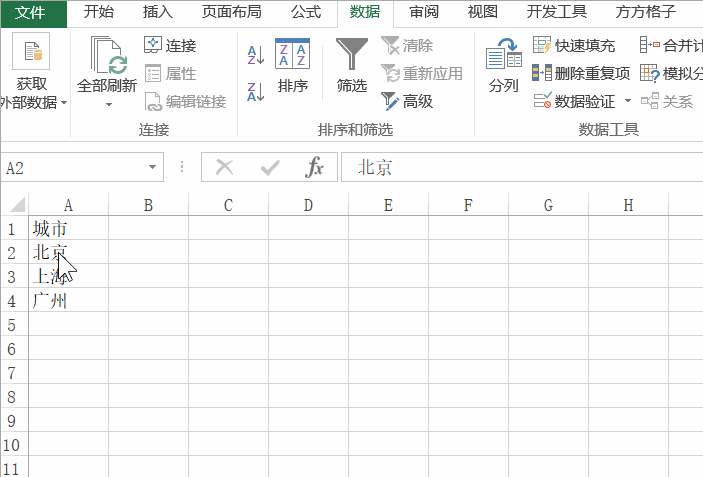 文件 开始 插入 页面布局 公式 数据 审阅 视图 开发工具 方方格子
获取
外部数据
全部刷新
连接
属性
编辑链接
连接
排序
筛选
清除
重新应用
高级
排序和筛选
分列
快速填充
删除重复项
数据验证
合并计
模拟分
关系
数据工具
A2 fx 北京
A B C D E F G H
1 城市
2 北京
3 上海
4 广州
5
6
7
8
9
10
11